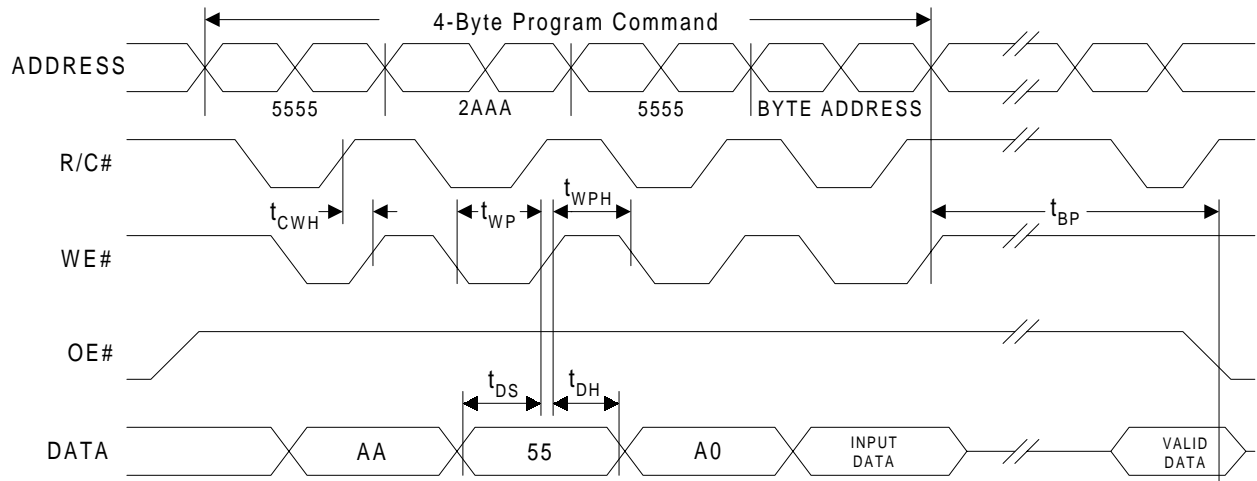 4-Byte Program Command
ADDRESS
5555
2AAA
5555
BYTE ADDRESS
R/C#
tCWH
tWP
tWPH
tBP
WE#
OE#
tDS
tDH
DATA
AA
55
A0
INPUT
DATA
VALID
DATA